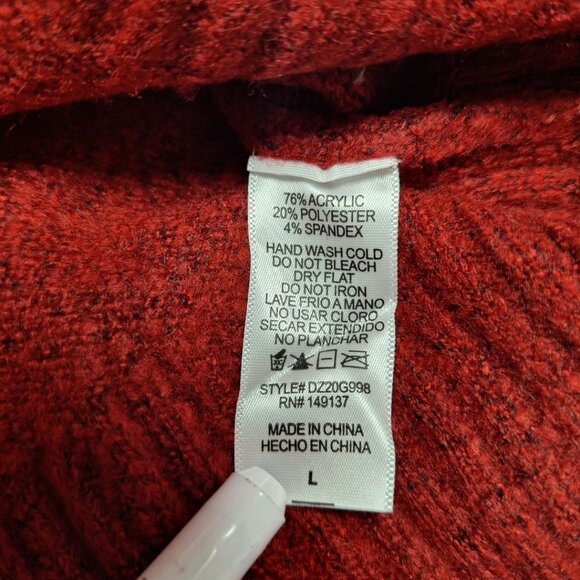 76% ACRYLIC
20% POLYESTER
4% SPANDEX
HAND WASH COLD
DO NOT BLEACH
DRY FLAT
DO NOT IRON
LAVE FRIO A MANO
NO USAR CLORO
SECAR EXTENDIDO
NO PLANCHAR
STYLE# DZ20G998
RN# 149137
MADE IN CHINA
HECHO EN CHINA
L